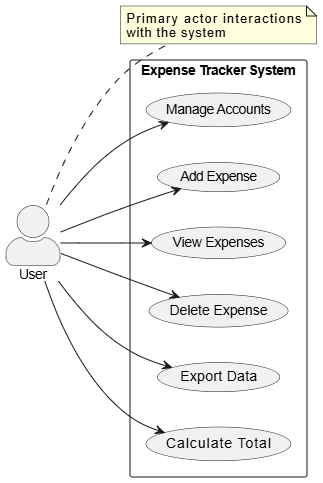 Primary actor interactions
with the system
Expense Tracker System
Manage Accounts
Add Expense
View Expenses
User
Delete Expense
Export Data
Calculate Total